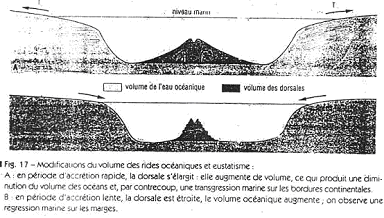 T
T
niveau marin
A
volume de l'eau océanique
volume des dorsales
Fig. 17 – Modifications du volume des rides océaniques et eustatisme :
A : en période d'accrétion rapide, la dorsale s'élargit : elle augmente de volume, ce qui produit une dimi-
nution du volume des océans et, par contrecoup, une transgression marine sur les bordures continentales.
B : en période d'accrétion lente, la dorsale est étroite, le volume océanique augmente ; on observe une
régression marine sur les marges.